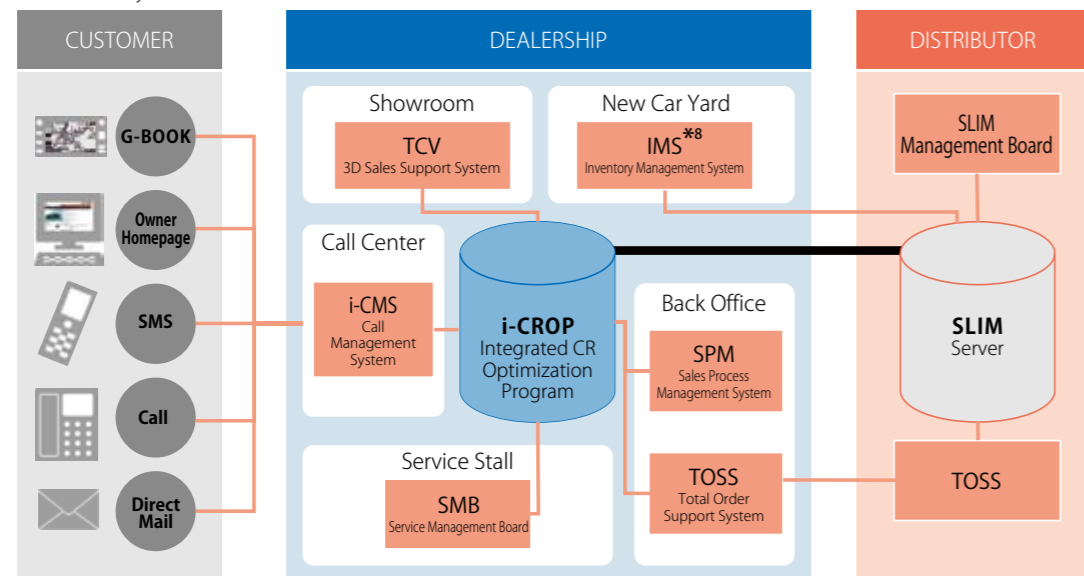 CUSTOMER
G-BOOK
Owner
Homepage
SMS
Call
Direct
Mail
DEALERSHIP
Showroom
TCV
3D Sales Support System
New Car Yard
IMS*8
Inventory Management System
Call Center
i-CMS
Call
Management
System
i-CROP
Integrated CR
Optimization
Program
Back Office
SPM
Sales Process
Management System
TOSS
Total Order
Support System
Service Stall
SMB
Service Management Board
DISTRIBUTOR
SLIM
Management Board
SLIM
Server
TOSS